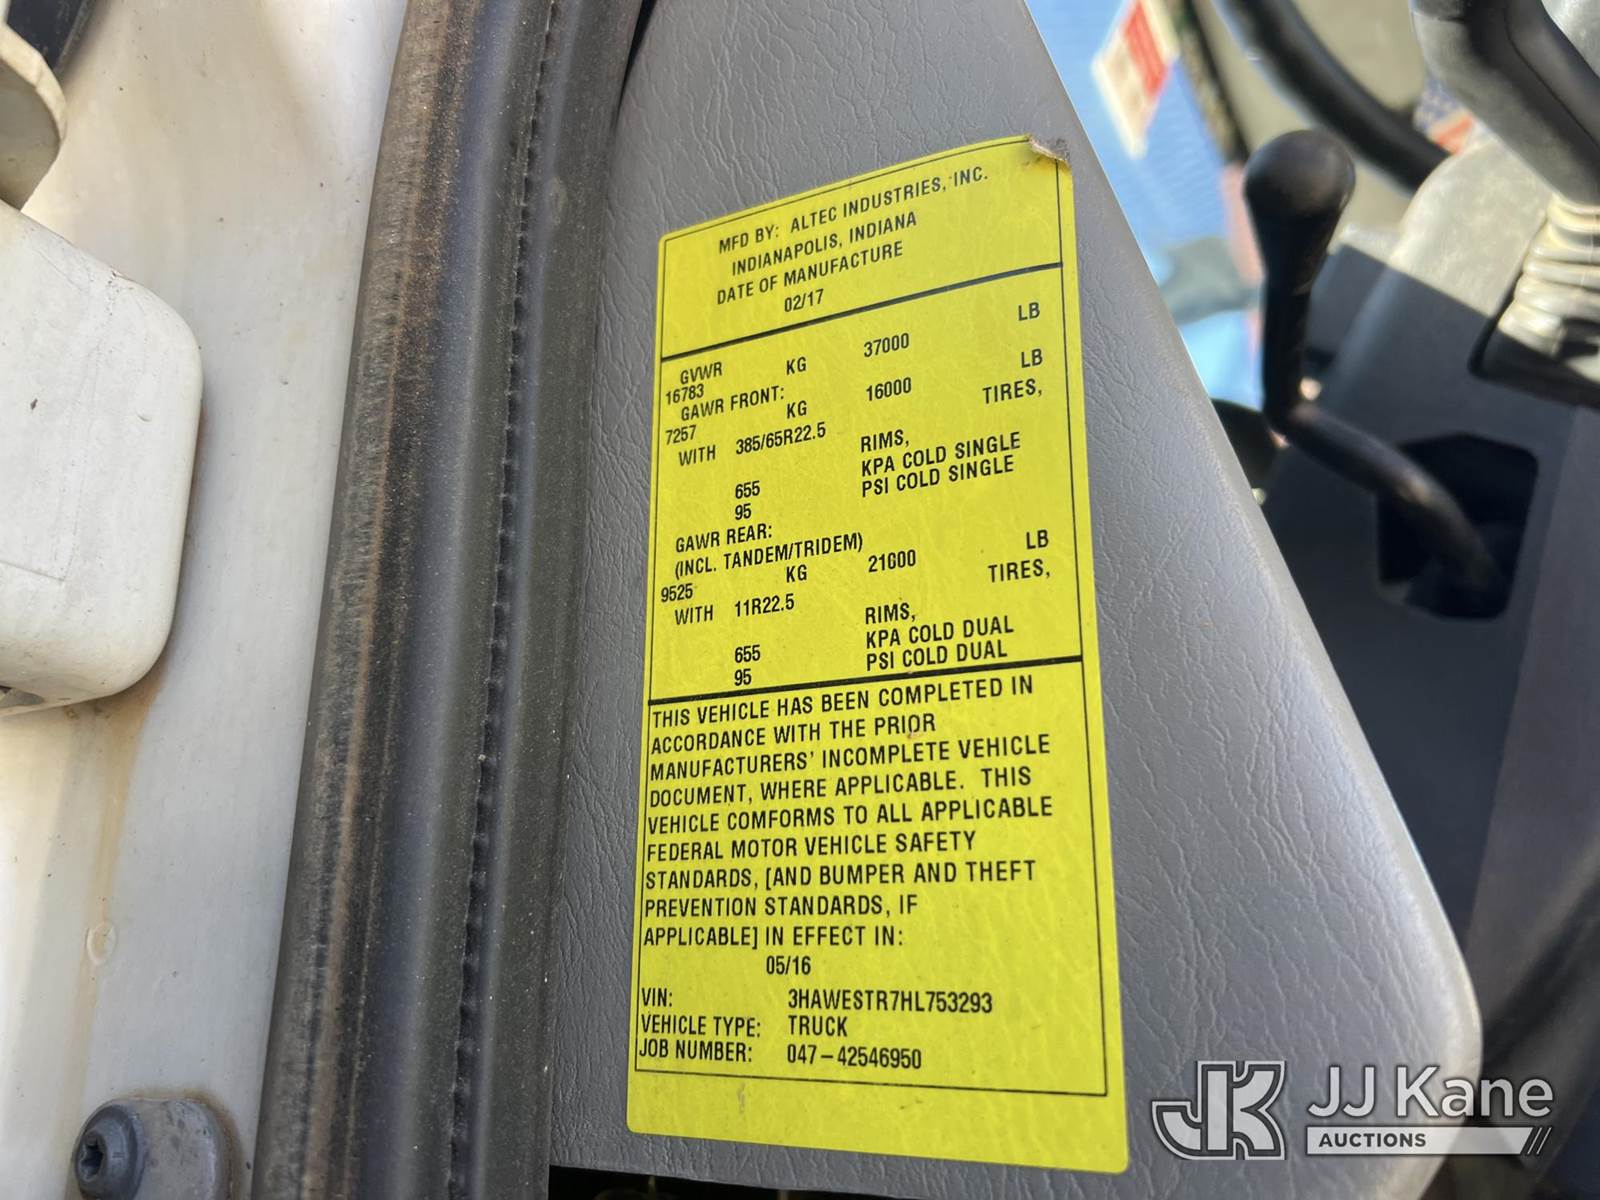 MFD BY: ALTEC INDUSTRIES, INC.
INDIANAPOLIS, INDIANA
DATE OF MANUFACTURE
02/17
GVWR
16783 KG 37000 LB
GAWR FRONT:
7257 KG 16000 LB
WITH 385/65R22.5 TIRES,
RIMS,
655 KPA COLD SINGLE
95 PSI COLD SINGLE
GAWR REAR:
(INCL. TANDEM/TRIDEM)
9525 KG 21000 LB
WITH 11R22.5 TIRES,
RIMS,
655 KPA COLD DUAL
95 PSI COLD DUAL
THIS VEHICLE HAS BEEN COMPLETED IN
ACCORDANCE WITH THE PRIOR
MANUFACTURERS' INCOMPLETE VEHICLE
DOCUMENT, WHERE APPLICABLE. THIS
VEHICLE COMFORMS TO ALL APPLICABLE
FEDERAL MOTOR VEHICLE SAFETY
STANDARDS, [AND BUMPER AND THEFT
PREVENTION STANDARDS, IF
APPLICABLE] IN EFFECT IN:
05/16
VIN: 3HAWESTR7HL753293
VEHICLE TYPE: TRUCK
JOB NUMBER: 047-42546950
JK JJ Kane
AUCTIONS